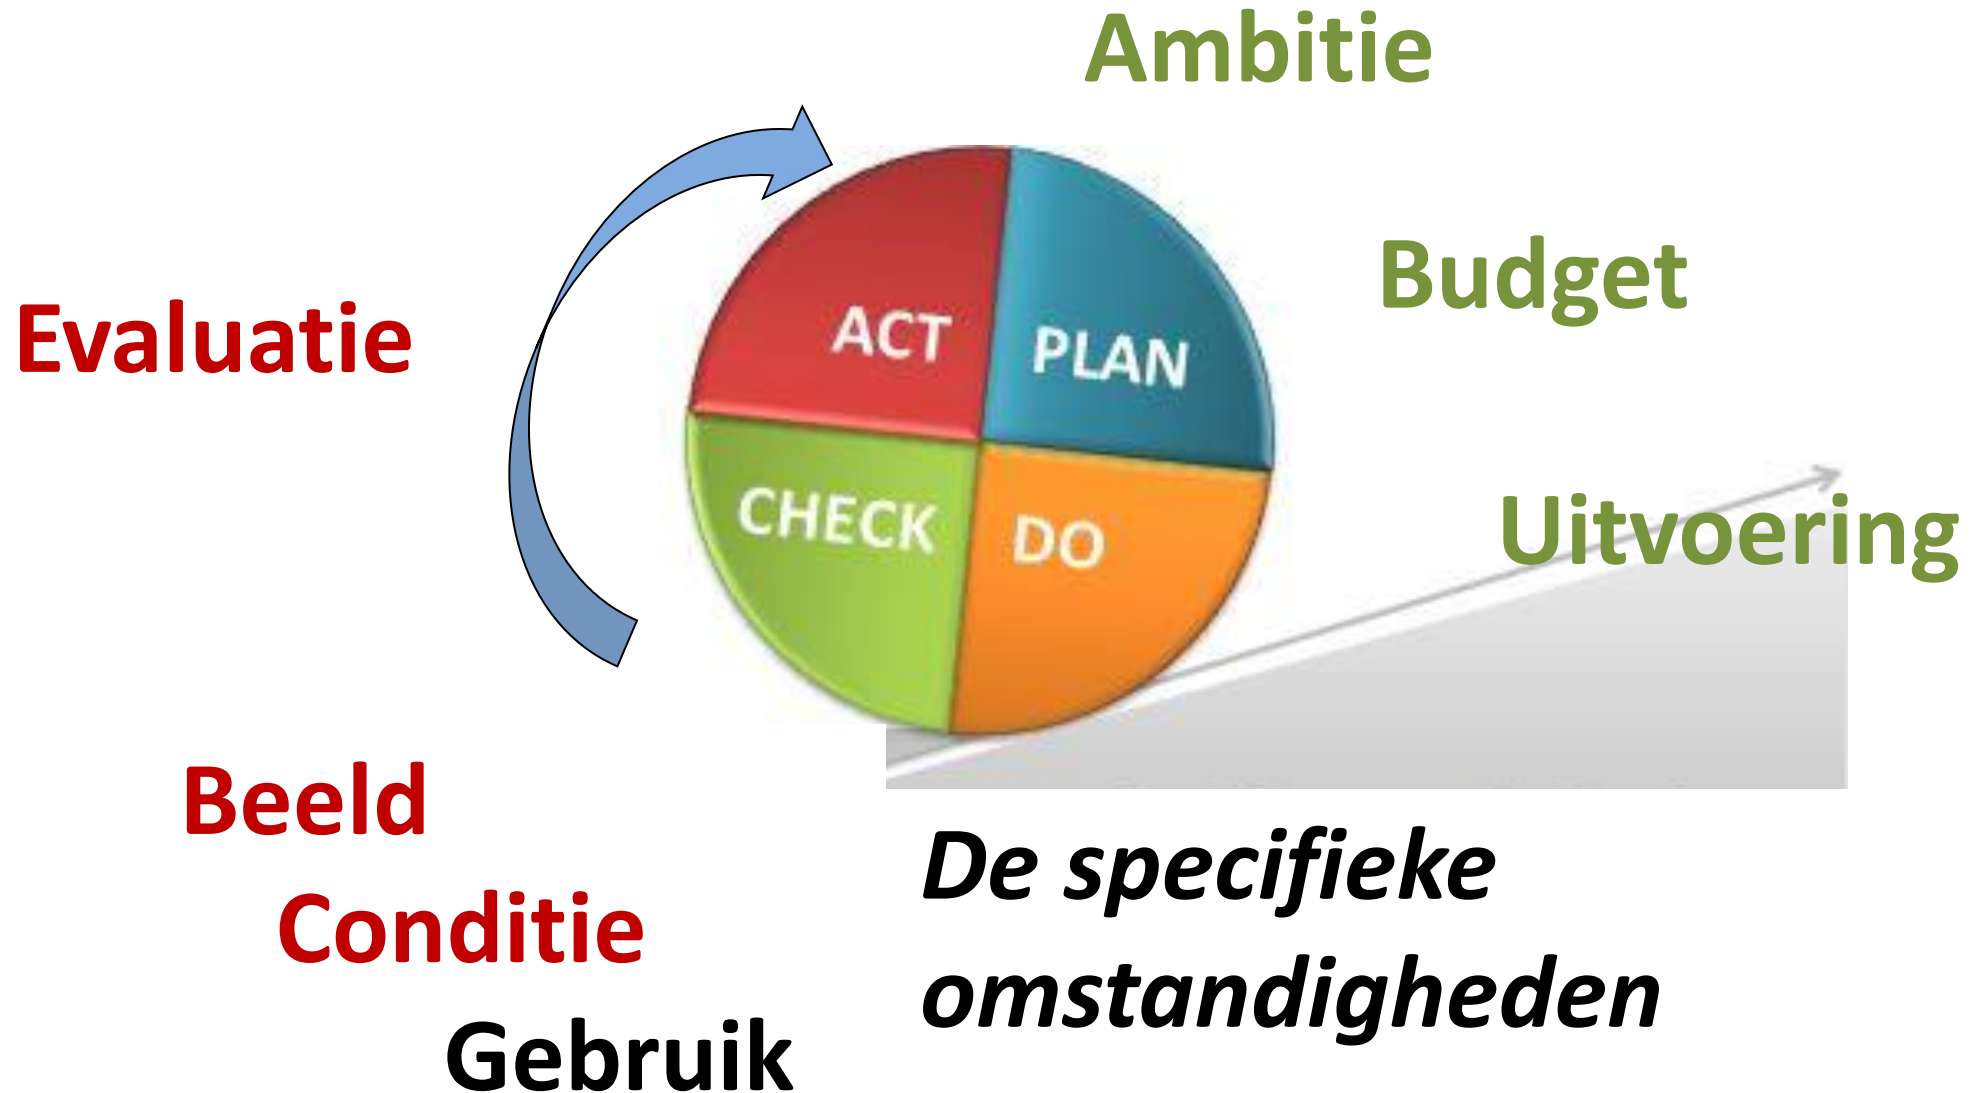 Ambitie
Budget
Evaluatie
ACT
PLAN
CHECK
DO
Uitvoering
Beeld
Conditie
Gebruik
De specifieke
omstandigheden